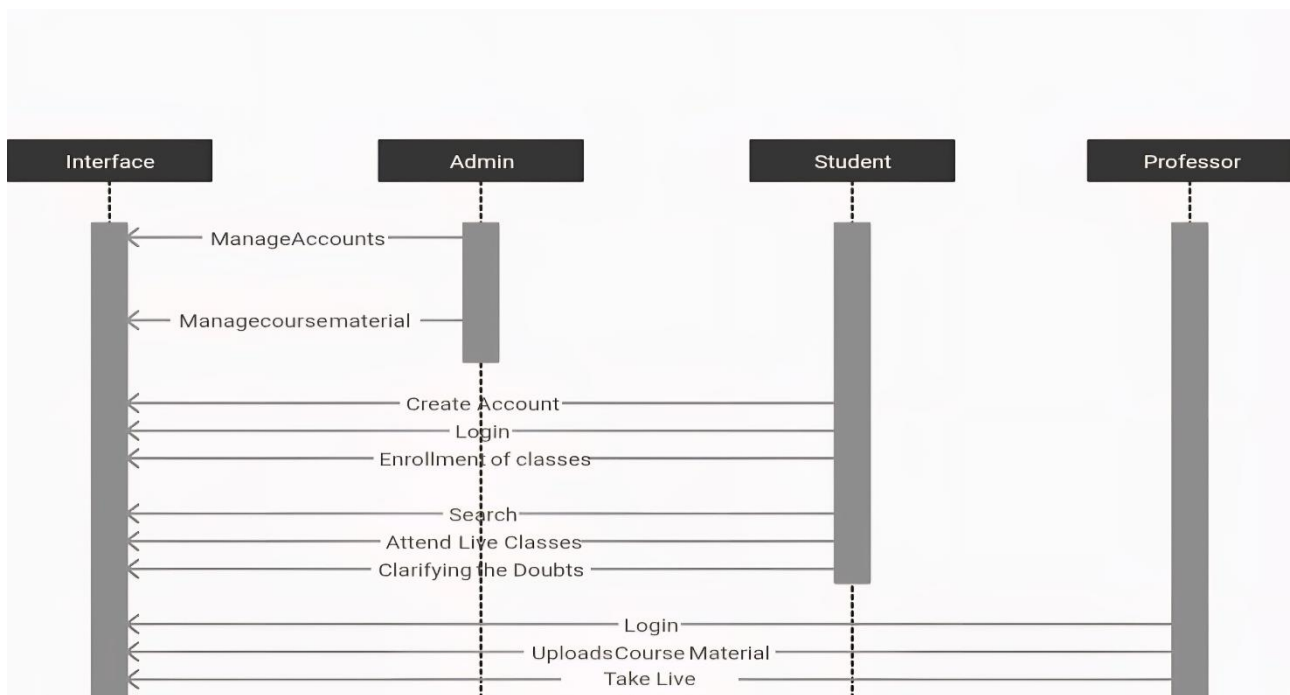 Interface
Admin
Student
Professor
ManageAccounts
Managecoursematerial
Create Account
Login
Enrollment of classes
Search
Attend Live Classes
Clarifying the Doubts
Login
UploadsCourse Material
Take Live